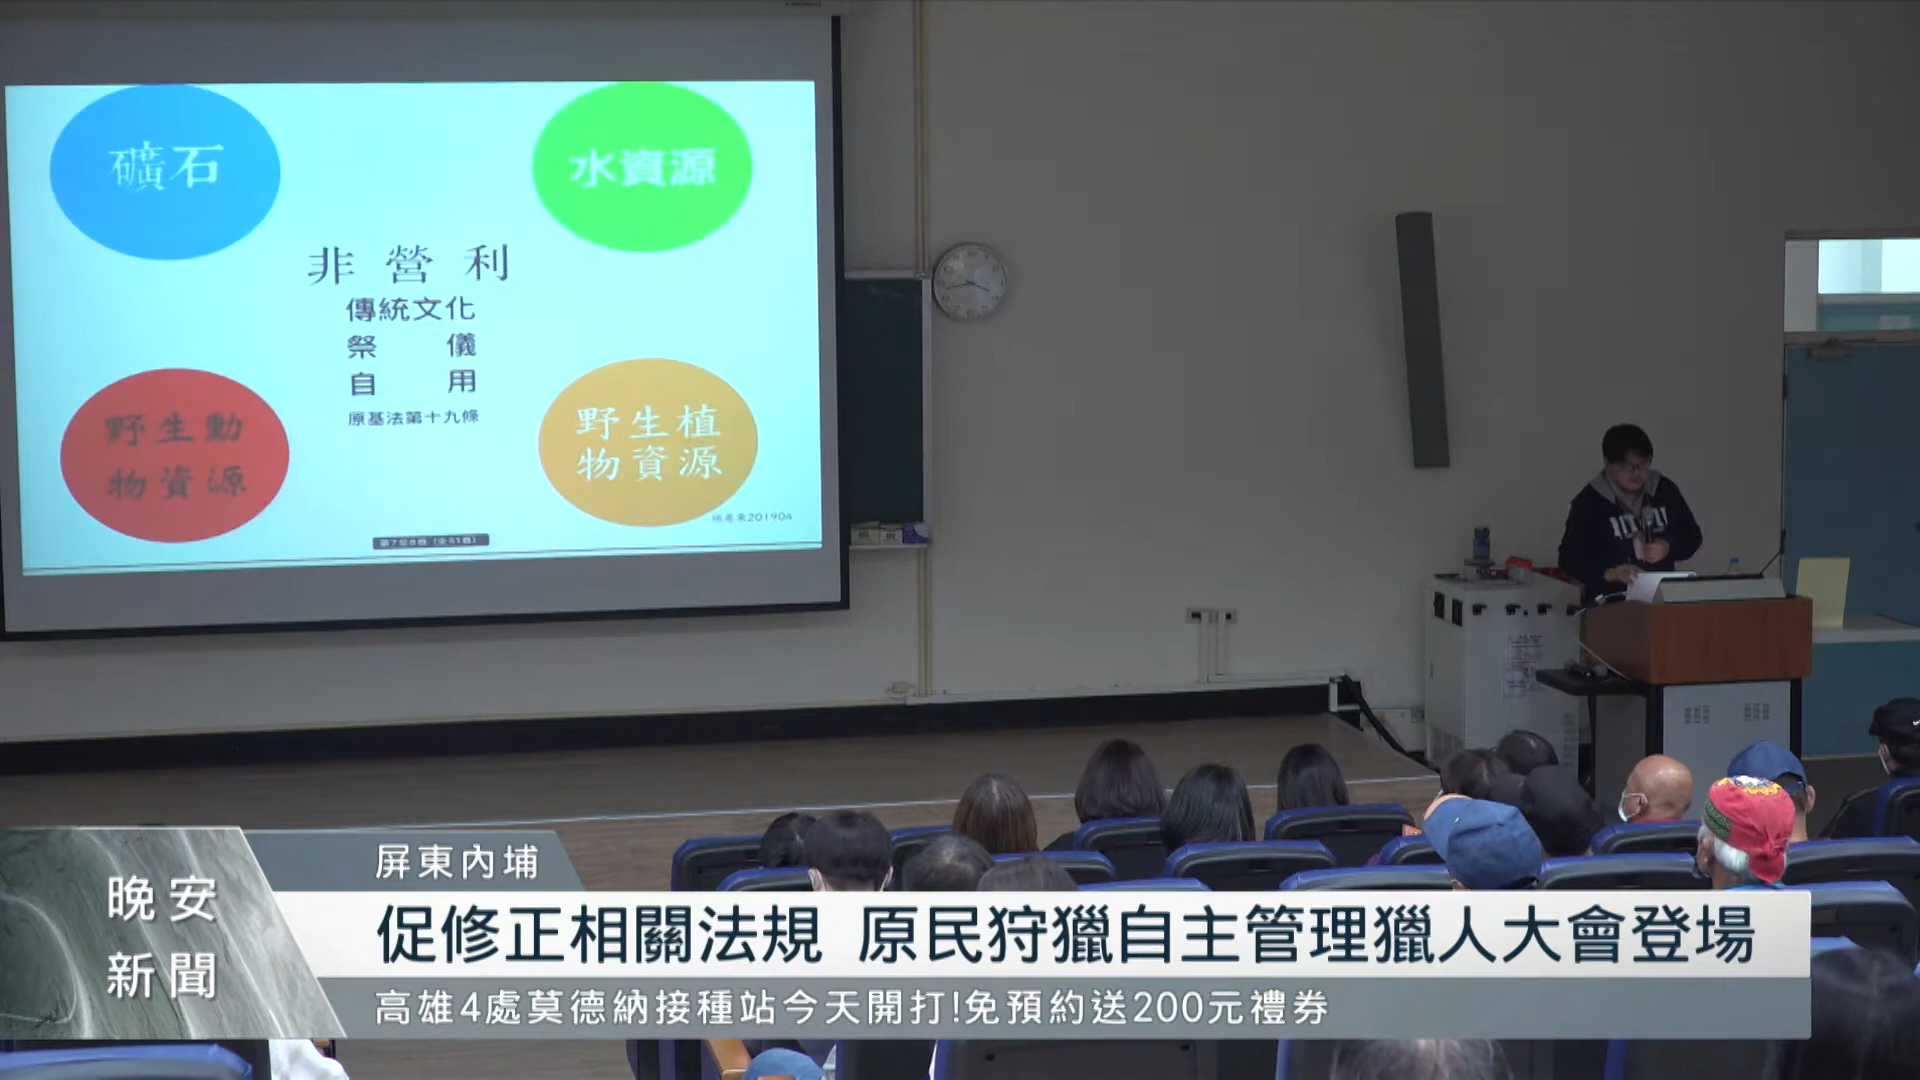 礦石
水資源
非營利
傳統文化
祭儀
自用
原基法第十九條
野生動
物資源
野生植
物資源
晚安
新聞
屏東內埔
促修正相關法規 原民狩獵自主管理獵人大會登場
高雄4處莫德納接種站今天開打!免預約送200元禮券